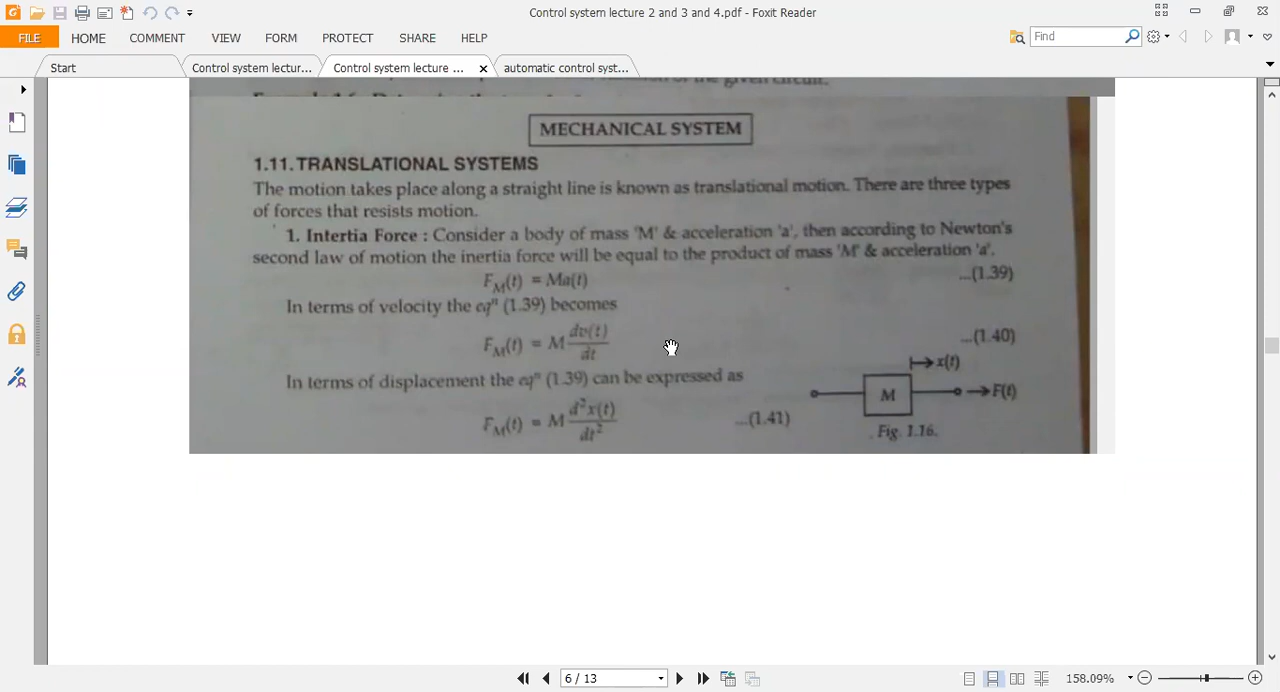 Control system lecture 2 and 3 and 4.pdf - Foxit Reader
FILE HOME COMMENT VIEW FORM PROTECT SHARE HELP
Find
Start
Control system lectur...
Control system lecture ...
automatic control syst...
of the given circuit.
MECHANICAL SYSTEM
1.11. TRANSLATIONAL SYSTEMS
The motion takes place along a straight line is known as translational motion. There are three types
of forces that resists motion.
1. Intertia Force : Consider a body of mass 'M' & acceleration 'a', then according to Newton's
second law of motion the inertia force will be equal to the product of mass 'M' & acceleration 'a'.
F_M(t) = Ma(t) ...(1.39)
In terms of velocity the eqⁿ (1.39) becomes
F_M(t) = M dv(t)/dt ...(1.40)
In terms of displacement the eqⁿ (1.39) can be expressed as
F_M(t) = M d²x(t)/dt² ...(1.41)
x(t)
M
F(t)
Fig. 1.16.
6 / 13
158.09%